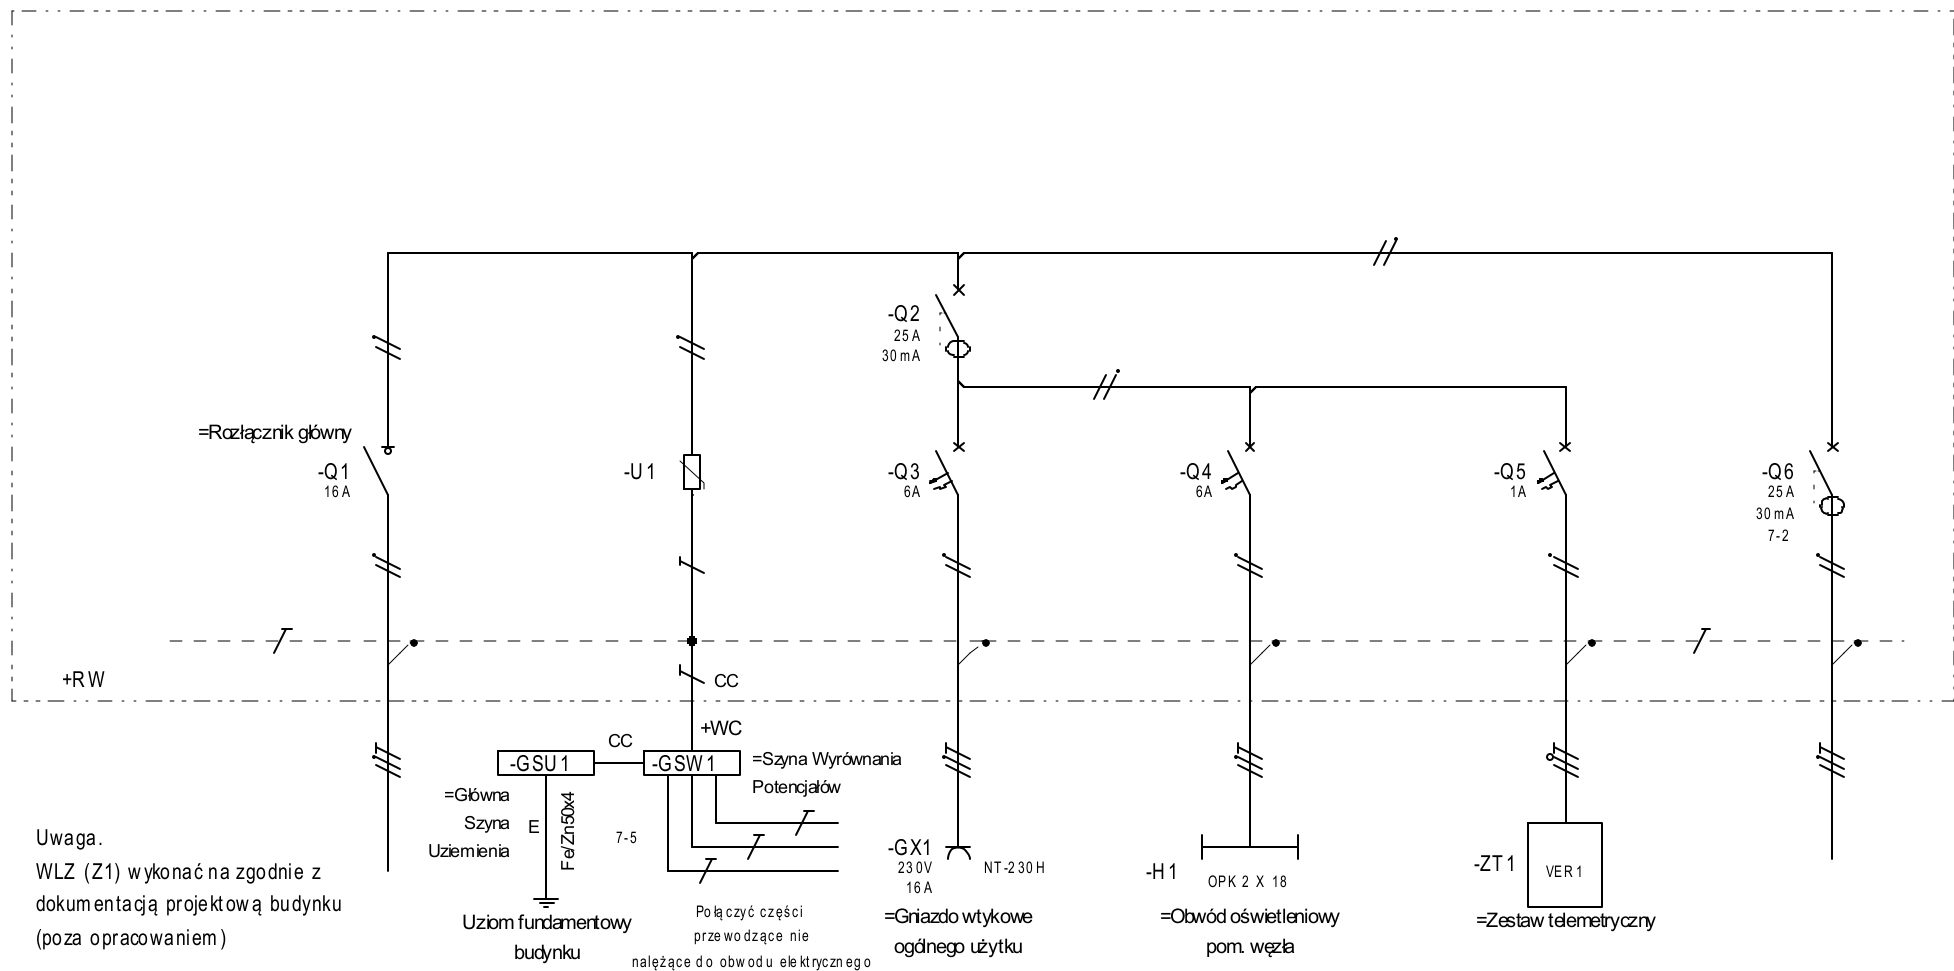 -Q2
25A
30mA
=Rozłącznik główny
-Q1
16A
-U1
-Q3
6A
-Q4
6A
-Q5
1A
-Q6
25A
30mA
7-2
+RW
CC
+WC
CC
-GSU1
-GSW1
=Szyna Wyrównania
Potencjałów
=Główna
Szyna
Uziemienia
E
Fe/Zn50x4
7-5
Uziom fundamentowy
budynku
Połączyć części
przewodzące nie
należące do obwodu elektrycznego
-GX1
230V
16A
NT-230H
=Gniazdo wtykowe
ogólnego użytku
-H1
OPK 2 X 18
=Obwód oświetleniowy
pom. węzła
-ZT1
VER1
=Zestaw telemetryczny
Uwaga.
WLZ (Z1) wykonać na zgodnie z
dokumentacją projektową budynku
(poza opracowaniem)